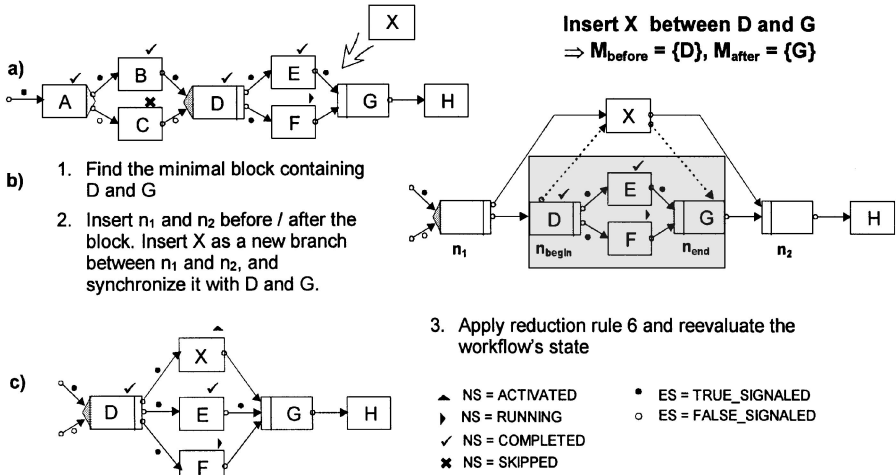 X
Insert X between D and G
⇒ M before = {D}, M after = {G}
a)
A
B
C
D
E
F
G
H
b)
1. Find the minimal block containing
D and G
2. Insert n1 and n2 before / after the
block. Insert X as a new branch
between n1 and n2, and
synchronize it with D and G.
X
n1
D
nbegin
E
F
G
nend
n2
H
3. Apply reduction rule 6 and reevaluate the
workflow's state
c)
D
X
E
F
G
H
NS = ACTIVATED
NS = RUNNING
NS = COMPLETED
NS = SKIPPED
ES = TRUE_SIGNALED
ES = FALSE_SIGNALED